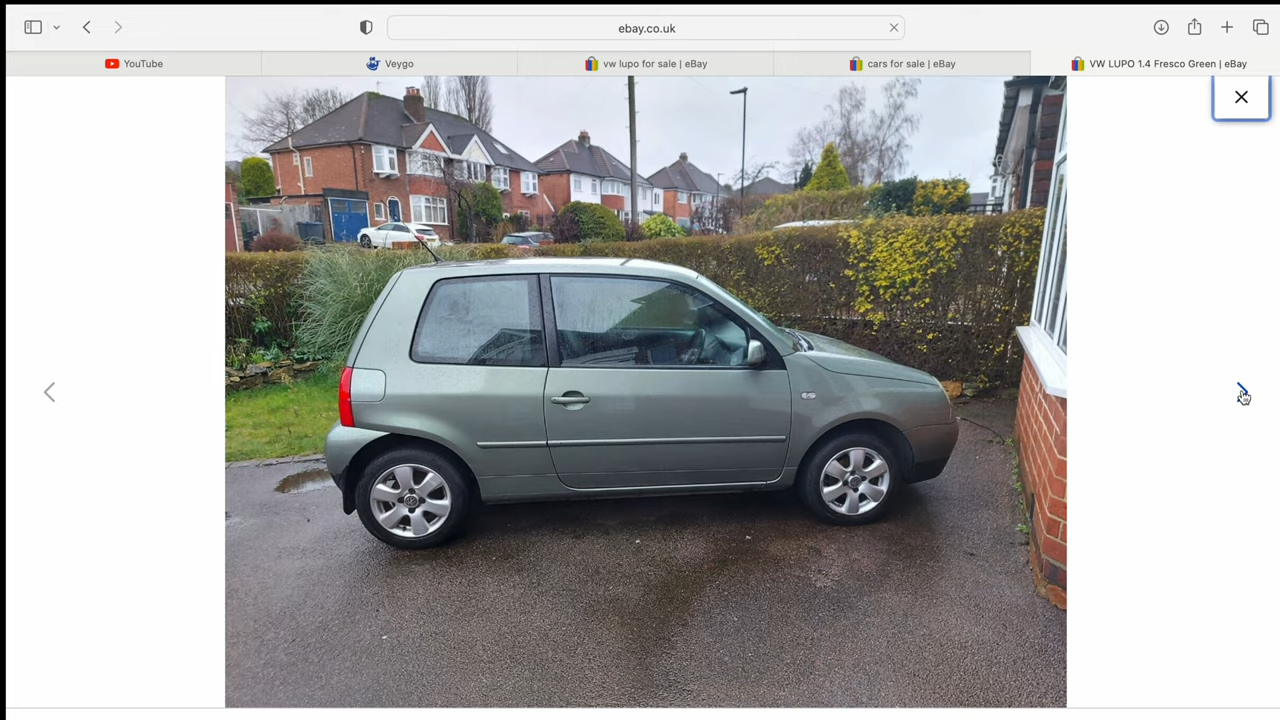 ebay.co.uk
YouTube
Veygo
vw lupo for sale | eBay
cars for sale | eBay
VW LUPO 1.4 Fresco Green | eBay